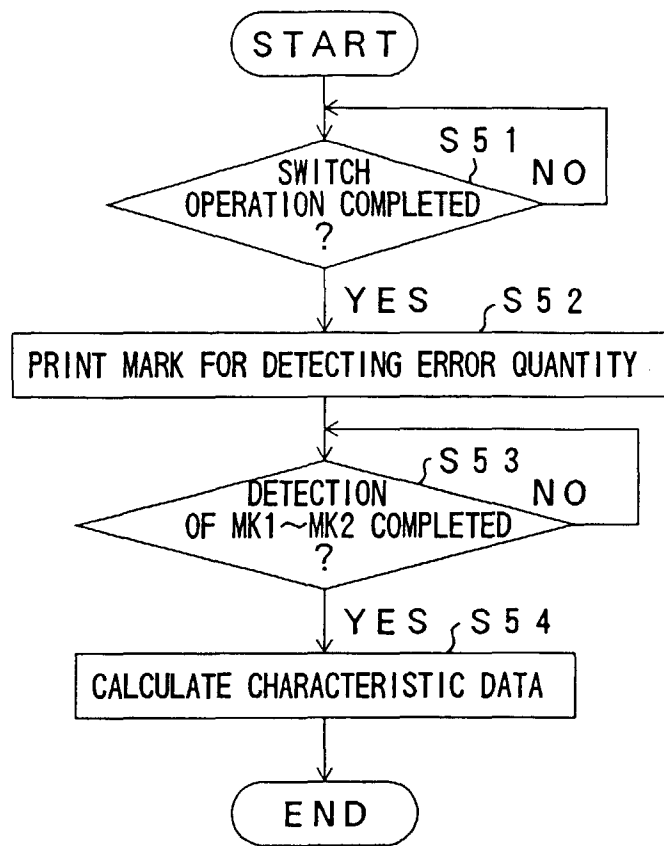 START
S51
SWITCH
OPERATION COMPLETED
?
NO
YES
S52
PRINT MARK FOR DETECTING ERROR QUANTITY
S53
DETECTION
OF MK1~MK2 COMPLETED
?
NO
YES
S54
CALCULATE CHARACTERISTIC DATA
END